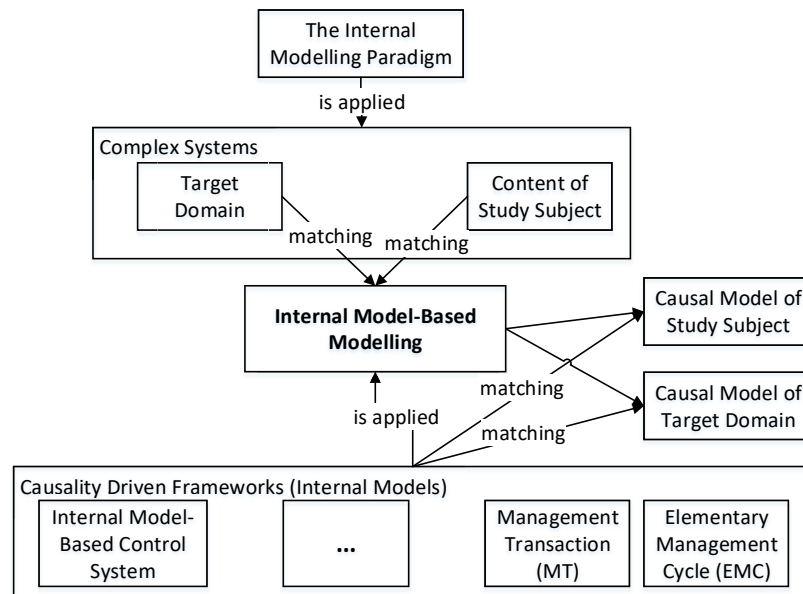 The Internal
Modelling Paradigm
is applied
Complex Systems
Target
Domain
Content of
Study Subject
matching
matching
Internal Model-Based
Modelling
Causal Model of
Study Subject
matching
Causal Model of
Target Domain
is applied
matching
Causality Driven Frameworks (Internal Models)
Internal Model-
Based Control
System
...
Management
Transaction
(MT)
Elementary
Management
Cycle (EMC)